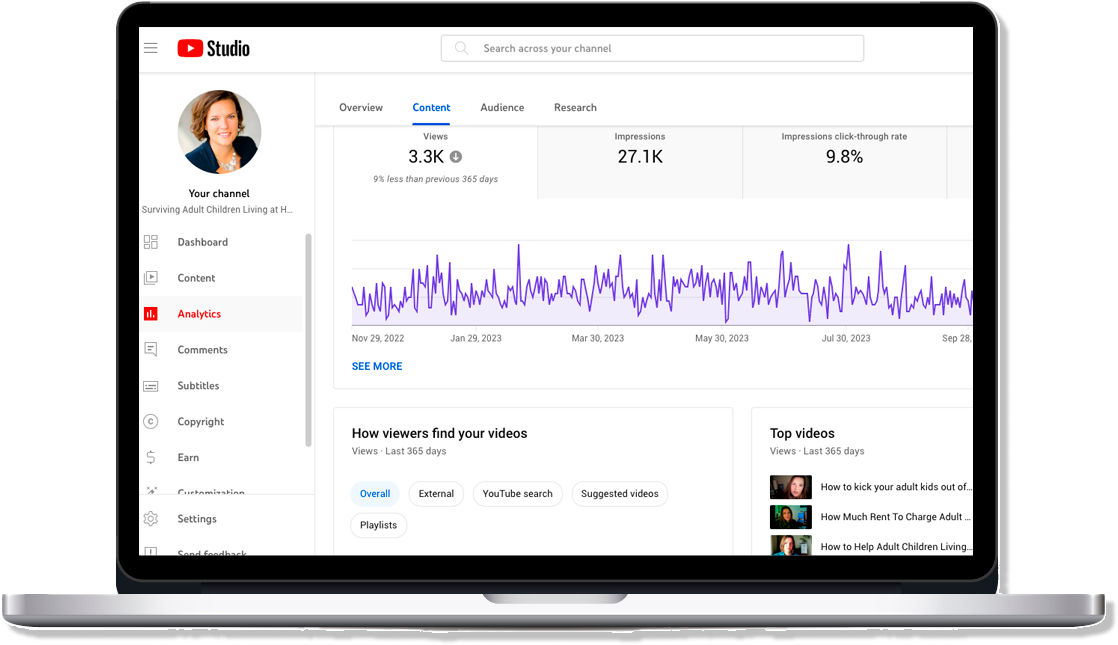 Studio
Search across your channel
Your channel
Surviving Adult Children Living at H...
Dashboard
Content
Analytics
Comments
Subtitles
Copyright
Earn
Customization
Settings
Send feedback
Overview
Content
Audience
Research
Views
3.3K
9% less than previous 365 days
Impressions
27.1K
Impressions click-through rate
9.8%
Nov 29, 2022
Jan 29, 2023
Mar 30, 2023
May 30, 2023
Jul 30, 2023
Sep 28,
SEE MORE
How viewers find your videos
Views · Last 365 days
Overall
External
YouTube search
Suggested videos
Playlists
Top videos
Views · Last 365 days
How to kick your adult kids out of...
How Much Rent To Charge Adult ...
How to Help Adult Children Living...